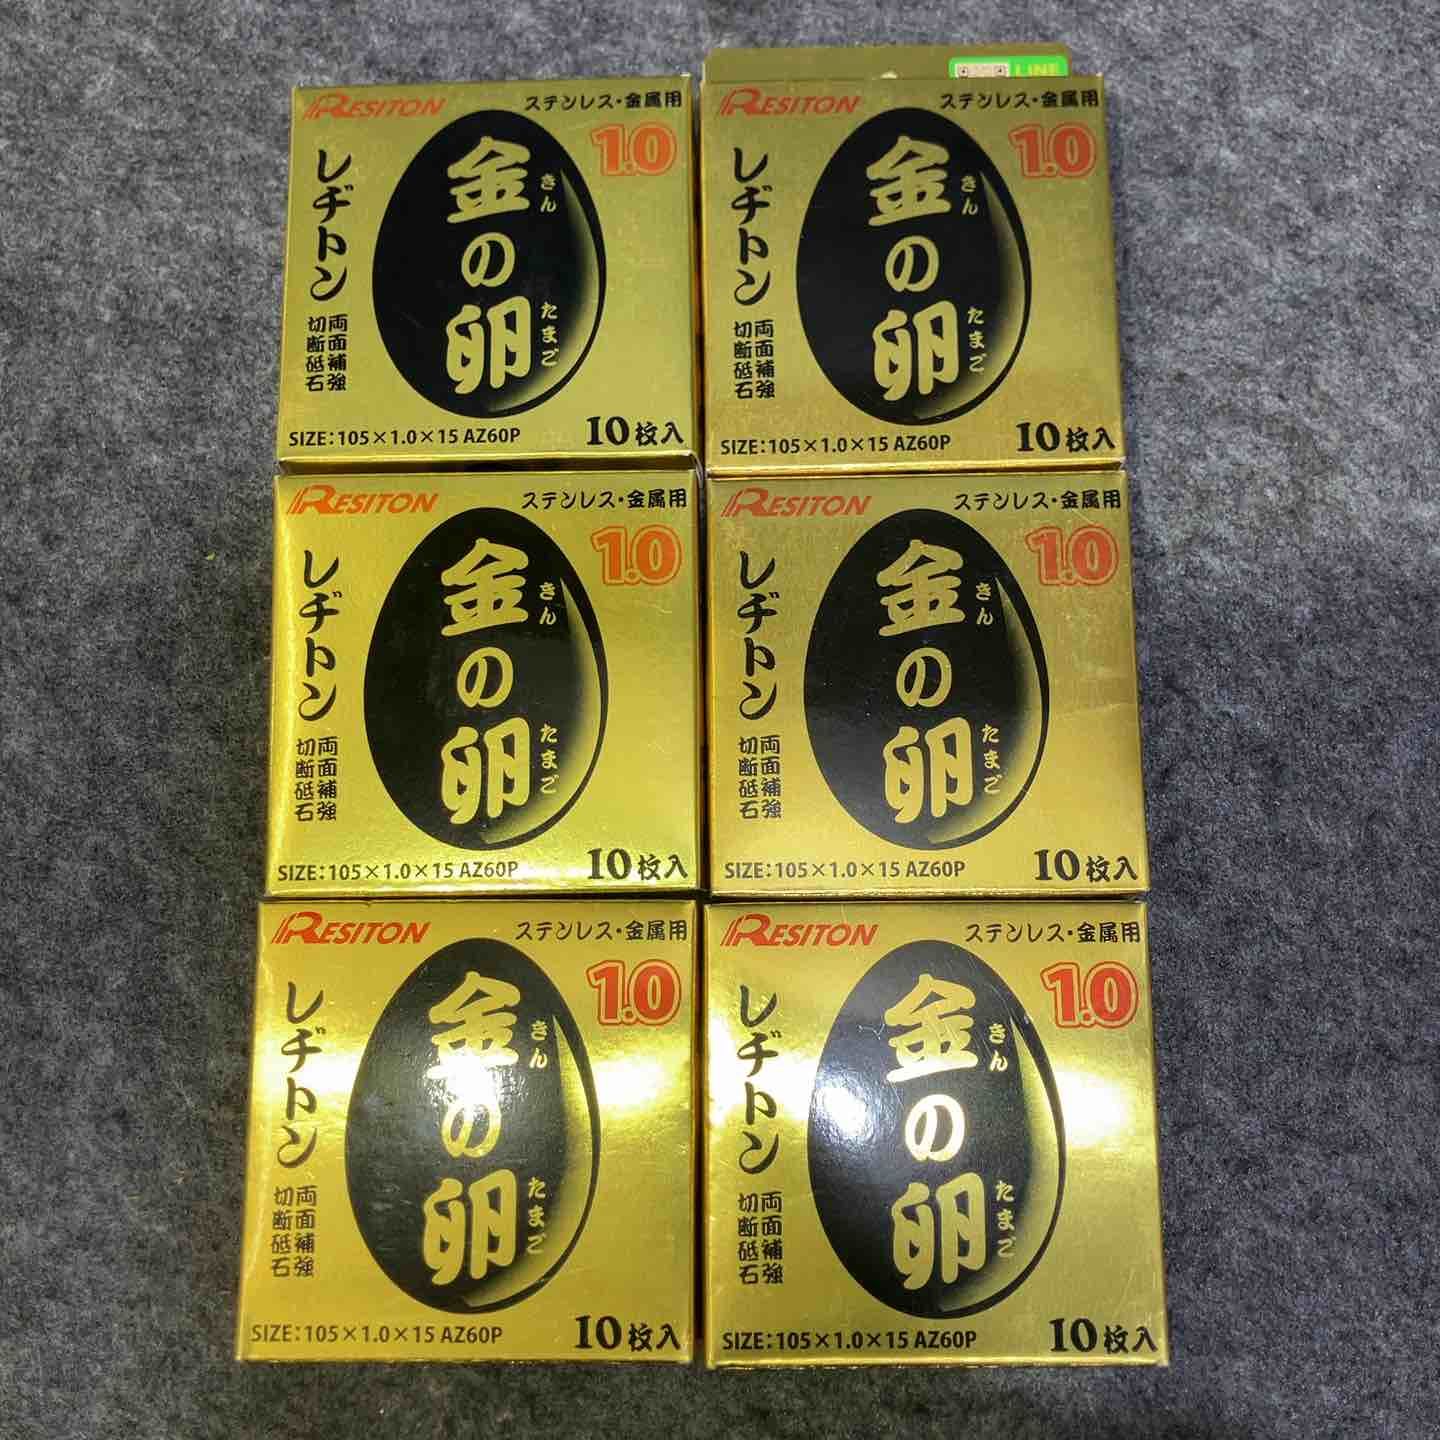 RESITON
ステンレス・金属用
1.0
レヂトン
金の卵
きん
たまご
両面補強
切断砥石
SIZE:105×1.0×15 AZ60P
10枚入
LINE
RESITON
ステンレス・金属用
1.0
レヂトン
金の卵
きん
たまご
両面補強
切断砥石
SIZE:105×1.0×15 AZ60P
10枚入
RESITON
ステンレス・金属用
1.0
レヂトン
金の卵
きん
たまご
両面補強
切断砥石
SIZE:105×1.0×15 AZ60P
10枚入
RESITON
ステンレス・金属用
1.0
レヂトン
金の卵
きん
たまご
両面補強
切断砥石
SIZE:105×1.0×15 AZ60P
10枚入
RESITON
ステンレス・金属用
1.0
レヂトン
金の卵
きん
たまご
両面補強
切断砥石
SIZE:105×1.0×15 AZ60P
10枚入
RESITON
ステンレス・金属用
1.0
レヂトン
金の卵
きん
たまご
両面補強
切断砥石
SIZE:105×1.0×15 AZ60P
10枚入